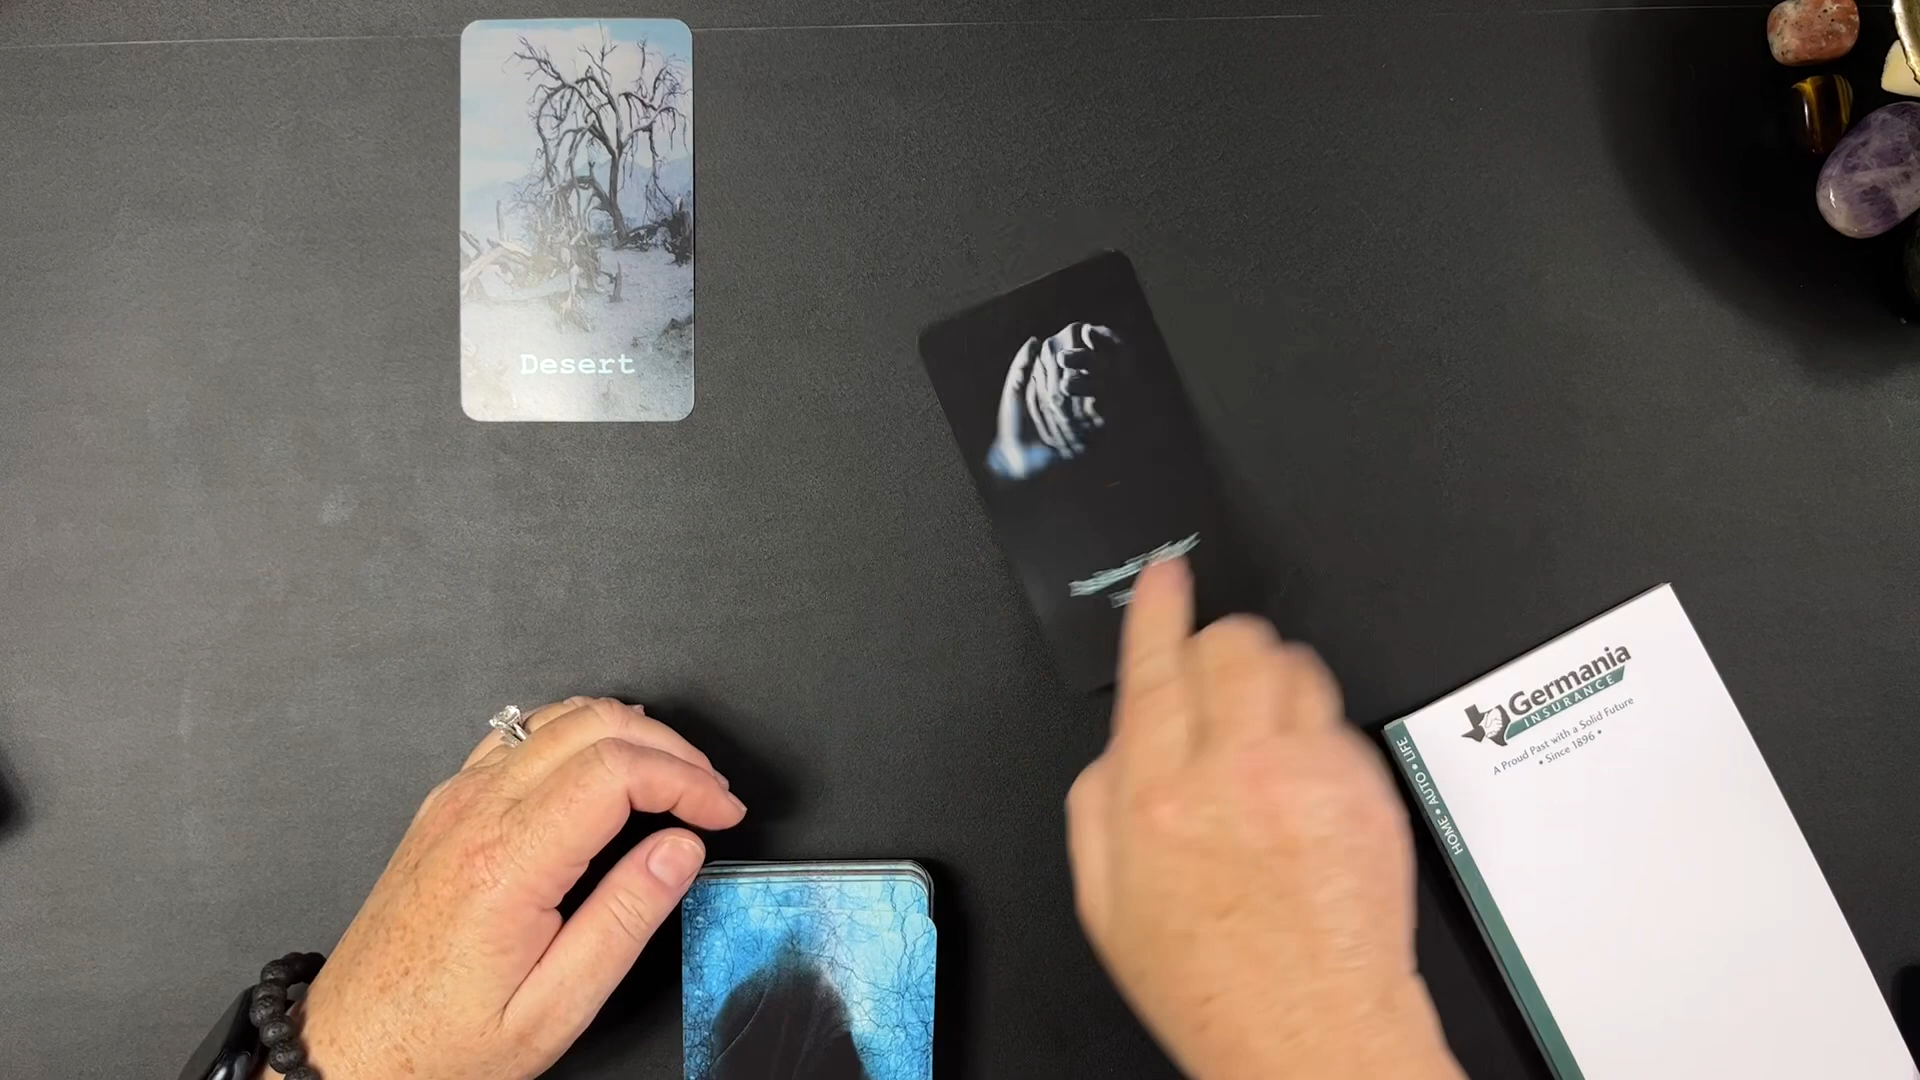 Desert
Germania
INSURANCE
A Proud Past with a Solid Future
• Since 1896 •
HOME • AUTO • LIFE